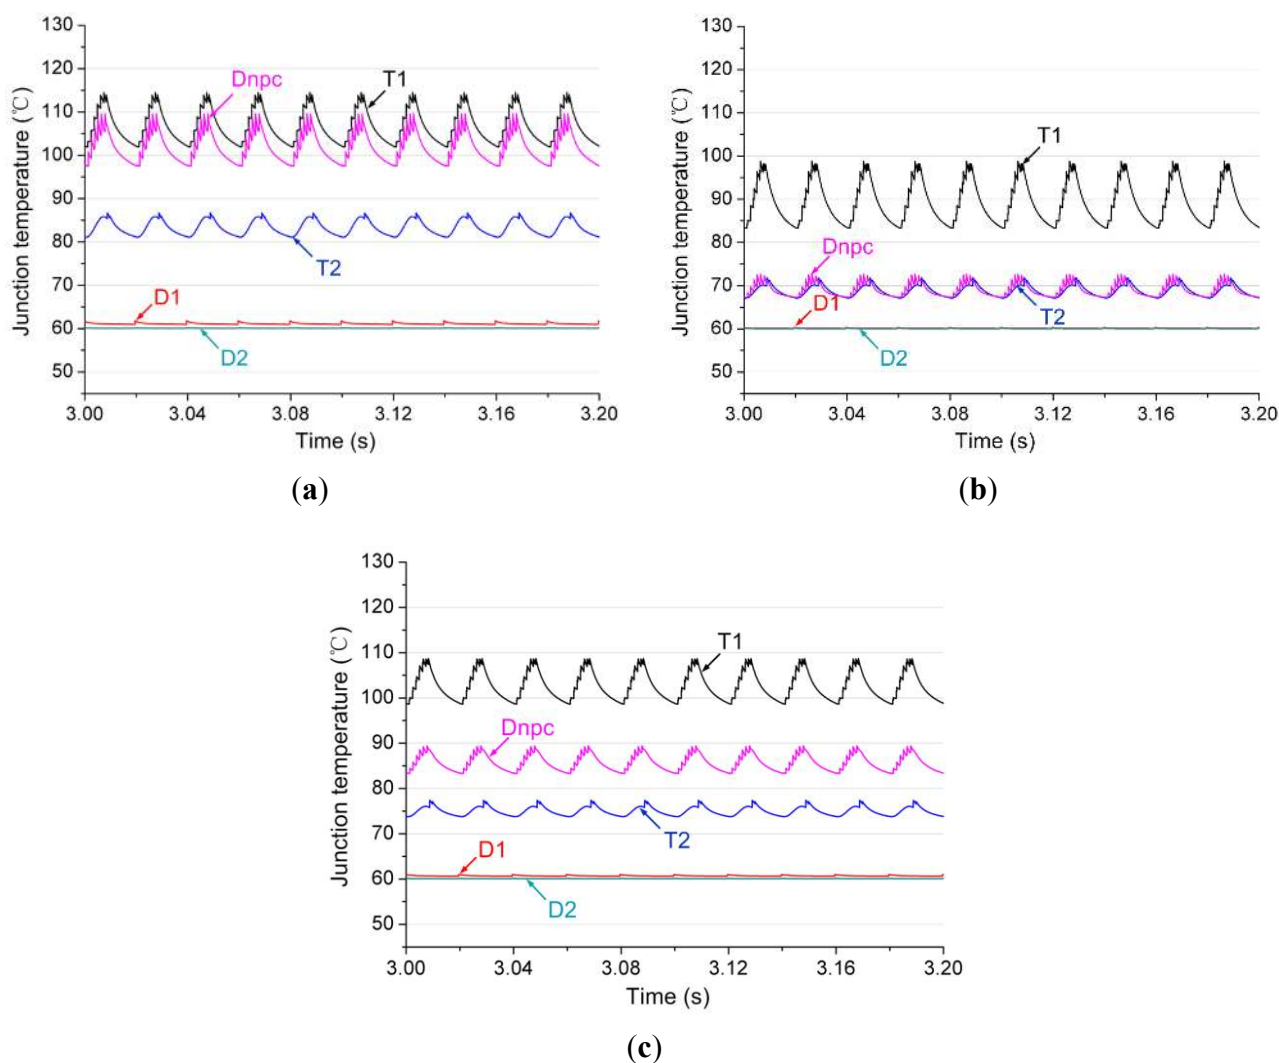 130
120
110
100
90
80
70
60
50
Junction temperature (℃)
Dnpc
T1
T2
D1
D2
3.00 3.04 3.08 3.12 3.16 3.20
Time (s)
(a)
130
120
110
100
90
80
70
60
50
Junction temperature (℃)
T1
Dnpc
D1
T2
D2
3.00 3.04 3.08 3.12 3.16 3.20
Time (s)
(b)
130
120
110
100
90
80
70
60
50
Junction temperature (℃)
T1
Dnpc
T2
D1
D2
3.00 3.04 3.08 3.12 3.16 3.20
Time (s)
(c)